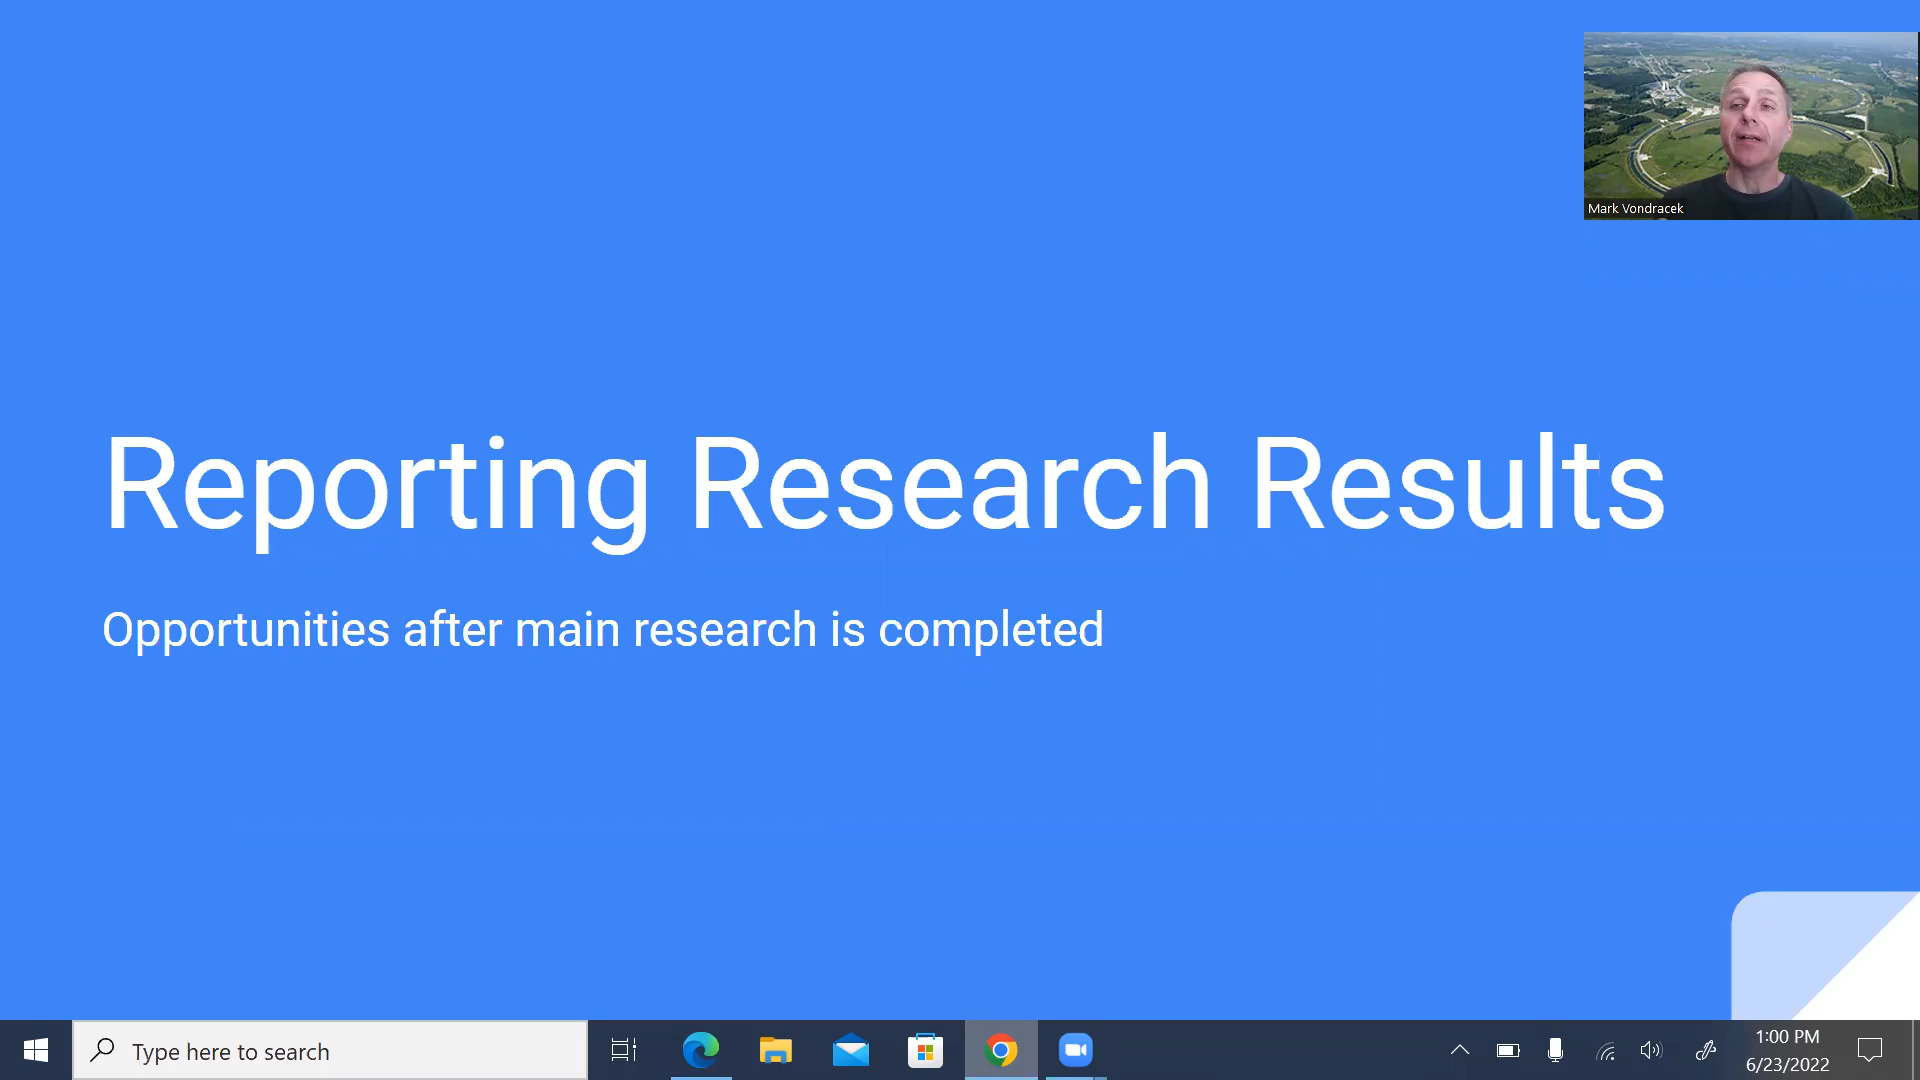 Mark Vondracek
Reporting Research Results
Opportunities after main research is completed
Type here to search
1:00 PM
6/23/2022